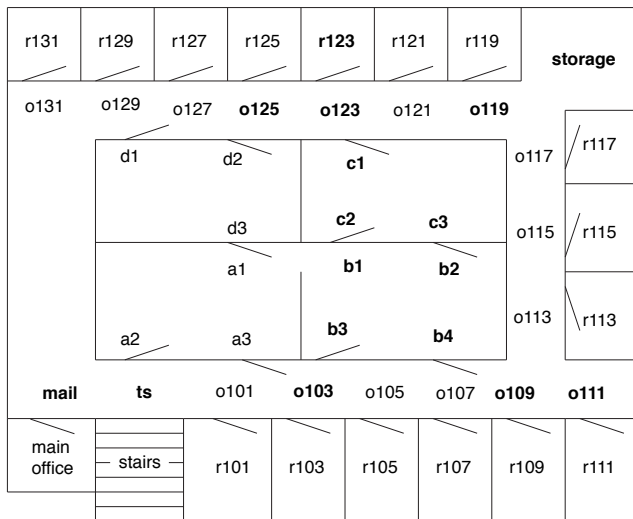 r131 r129 r127 r125 r123 r121 r119
storage
o131 o129 o127 o125 o123 o121 o119
d1 d2 c1 o117 r117
d3 c2 c3 o115 r115
a1 b1 b2
a2 a3 b3 b4 o113 r113
mail ts o101 o103 o105 o107 o109 o111
main
office
stairs
r101 r103 r105 r107 r109 r111